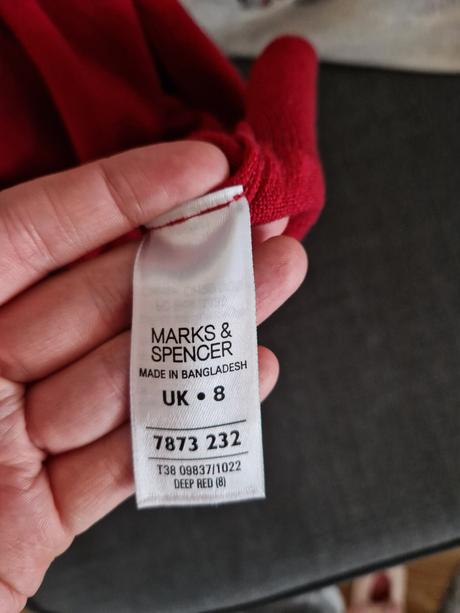 MARKS &
SPENCER
MADE IN BANGLADESH
UK • 8
7873 232
T38 09837/1022
DEEP RED (8)